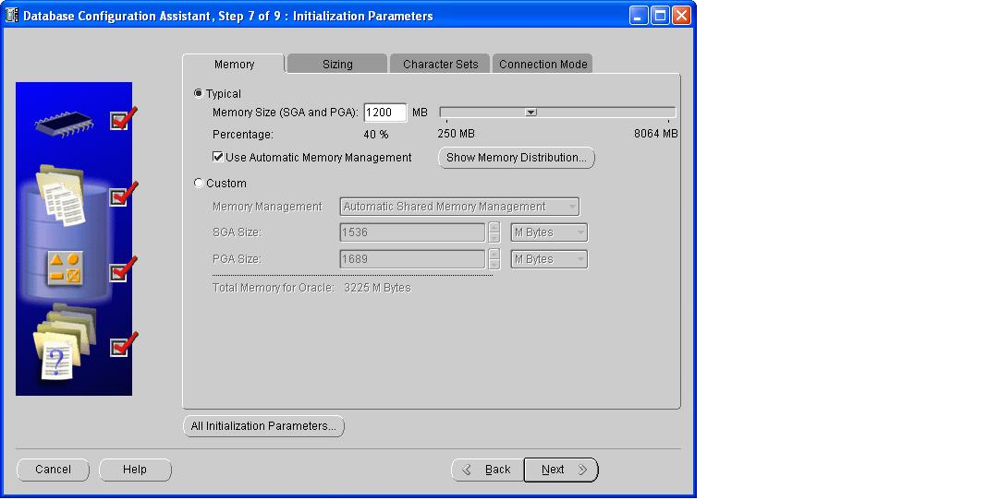 Database Configuration Assistant, Step 7 of 9 : Initialization Parameters
Memory Sizing Character Sets Connection Mode
Typical
Memory Size (SGA and PGA): 1200 MB
Percentage: 40 % 250 MB 8064 MB
Use Automatic Memory Management Show Memory Distribution...
Custom
Memory Management Automatic Shared Memory Management
SGA Size: 1536 M Bytes
PGA Size: 1689 M Bytes
Total Memory for Oracle: 3225 M Bytes
?
All Initialization Parameters...
Cancel Help Back Next